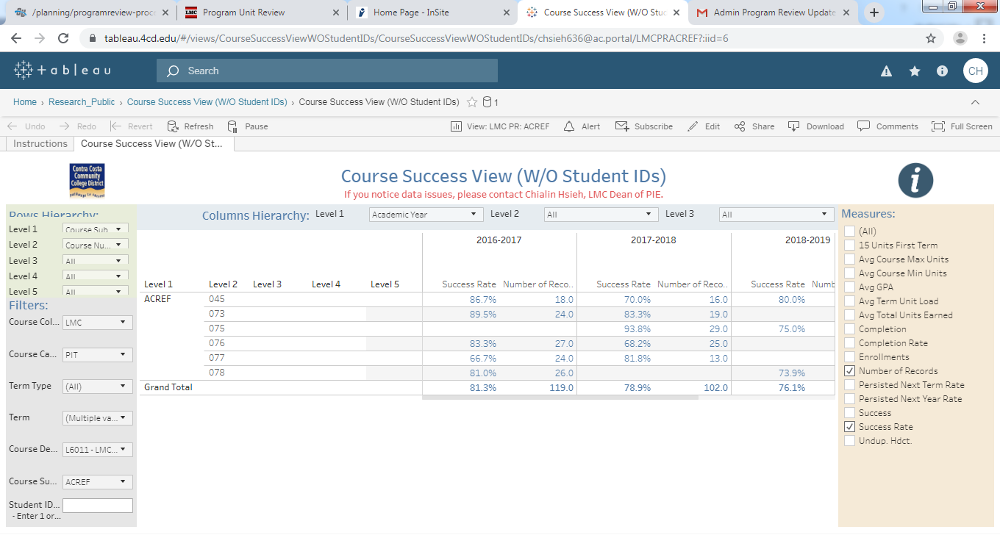 /planning/programreview-proce
Program Unit Review
Home Page - InSite
Course Success View (W/O Stud
Admin Program Review Update
tableau.4cd.edu/#/views/CourseSuccessViewWOStudentIDs/CourseSuccessViewWOStudentIDs/chsieh636@ac.portal/LMCPRACREF?:iid=6
tableau
Search
CH
Home › Research_Public › Course Success View (W/O Student IDs) › Course Success View (W/O Student IDs) 1
Undo Redo Revert Refresh Pause View: LMC PR: ACREF Alert Subscribe Edit Share Download Comments Full Screen
Instructions Course Success View (W/O St...
Contra Costa
Community
College District
pathways to success
Course Success View (W/O Student IDs)
If you notice data issues, please contact Chialin Hsieh, LMC Dean of PIE.
i
Rows Hierarchy:
Level 1 Course Sub
Level 2 Course Nu...
Level 3 All
Level 4 All
Level 5 All
Filters:
Course Col... LMC
Course Ca... PIT
Term Type (All)
Term (Multiple va...
Course De... L6011 - LMC...
Course Su... ACREF
Student ID...
- Enter 1 or...
Columns Hierarchy: Level 1 Academic Year Level 2 All Level 3 All
2016-2017 2017-2018 2018-2019
Level 1 Level 2 Level 3 Level 4 Level 5 Success Rate Number of Reco.. Success Rate Number of Reco.. Success Rate Numb
ACREF 045 86.7% 18.0 70.0% 16.0 80.0%
073 89.5% 24.0 83.3% 19.0
075 93.8% 29.0 75.0%
076 83.3% 27.0 68.2% 25.0
077 66.7% 24.0 81.8% 13.0
078 81.0% 26.0 73.9%
Grand Total 81.3% 119.0 78.9% 102.0 76.1%
Measures:
(All)
15 Units First Term
Avg Course Max Units
Avg Course Min Units
Avg GPA
Avg Term Unit Load
Avg Total Units Earned
Completion
Completion Rate
Enrollments
Number of Records
Persisted Next Term Rate
Persisted Next Year Rate
Success
Success Rate
Undup. Hdct.